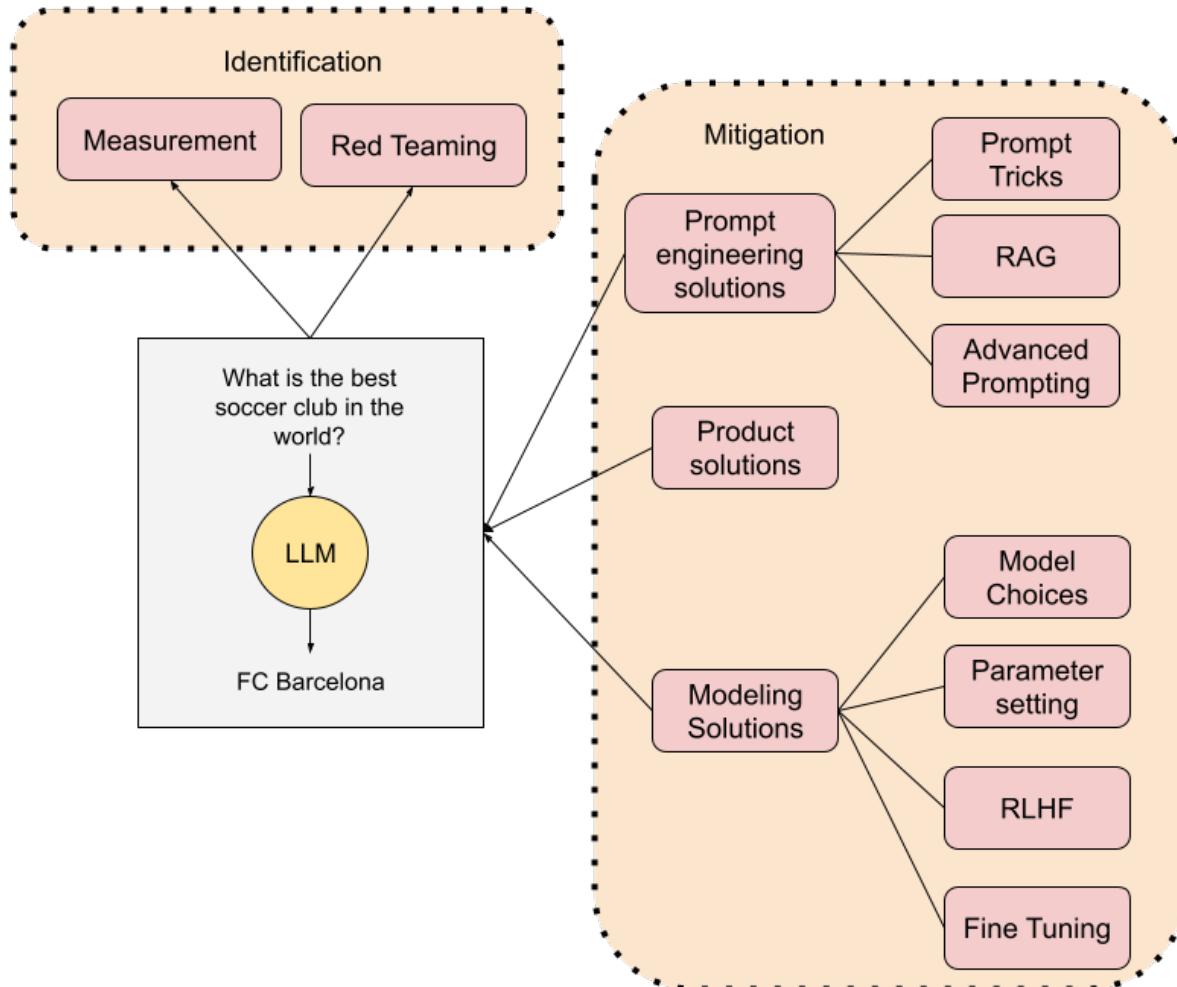 Identification
Measurement
Red Teaming
What is the best
soccer club in the
world?
LLM
FC Barcelona
Mitigation
Prompt
engineering
solutions
Prompt
Tricks
RAG
Advanced
Prompting
Product
solutions
Modeling
Solutions
Model
Choices
Parameter
setting
RLHF
Fine Tuning